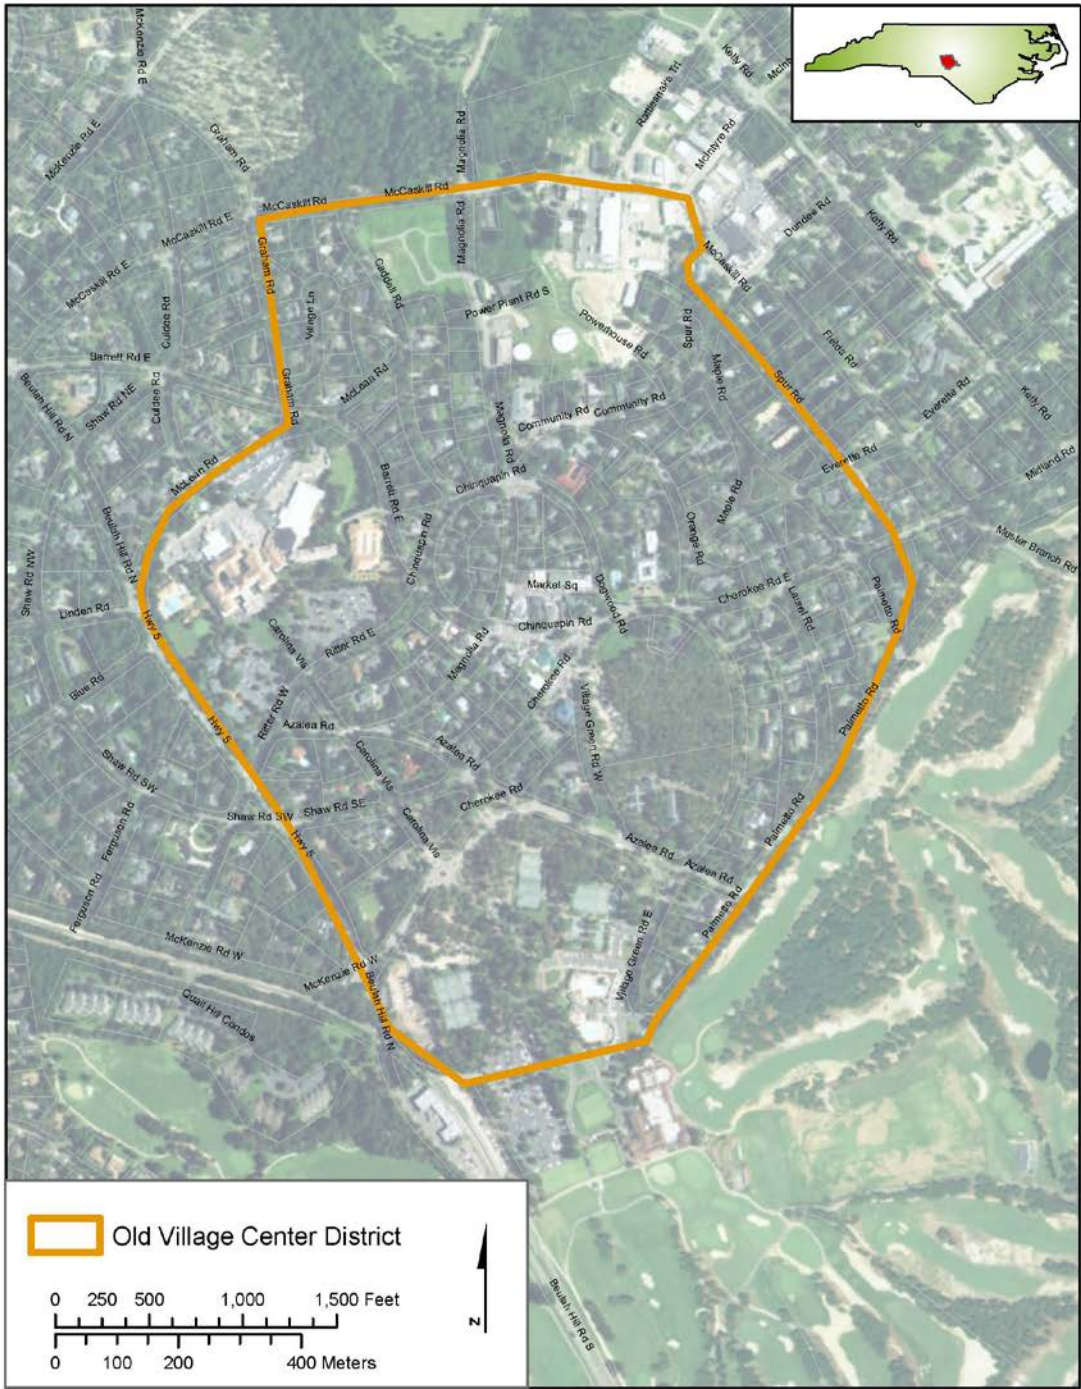 McKenzie Rd E
Kelly Rd
McInt
Rattlesnake Trl
McIntyre Rd
Magnolia Rd
Graham Rd
McKenzie Rd E
McCaskill Rd
McCaskill Rd
McCaskill Rd E
Magnolia Rd
Dundee Rd
Kelly Rd
McCaskill Rd E
Graham Rd
McCaskill Rd
Caddell Rd
Culdee Rd
Village Ln
Power Plant Rd S
Powerhouse Rd
Spur Rd
Fields Rd
Barrett Rd E
Beulah Hill Rd N
Shaw Rd NE
Culdee Rd
Graham Rd
McLean Rd
Maple Rd
Spur Rd
Everette Rd
Kelly Rd
Magnolia Rd
Community Rd
Community Rd
McLean Rd
Barrett Rd E
Chinquapin Rd
Everette Rd
Midland Rd
Maple Rd
Beulah Hill Rd N
Chinquapin Rd
Orange Rd
Muster Branch Rd
Shaw Rd NW
Linden Rd
Hwy 5
Market Sq
Dogwood Rd
Cherokee Rd E
Laurel Rd
Palmetto Rd
Carolina Vis
Ritter Rd E
Magnolia Rd
Chinquapin Rd
Blue Rd
Hwy 5
Ritter Rd W
Azalea Rd
Cherokee Rd
Village Green Rd W
Palmetto Rd
Shaw Rd SW
Carolina Vis
Azalea Rd
Ferguson Rd
Shaw Rd SW
Shaw Rd SE
Hwy 5
Carolina Vis
Cherokee Rd
Azalea Rd
Azalea Rd
Palmetto Rd
Ferguson Rd
McKenzie Rd W
McKenzie Rd W
Beulah Hill Rd N
Village Green Rd E
Palmetto Rd
Quail Hill Condos
Beulah Hill Rd S
Old Village Center District
0 250 500 1,000 1,500 Feet
0 100 200 400 Meters
N